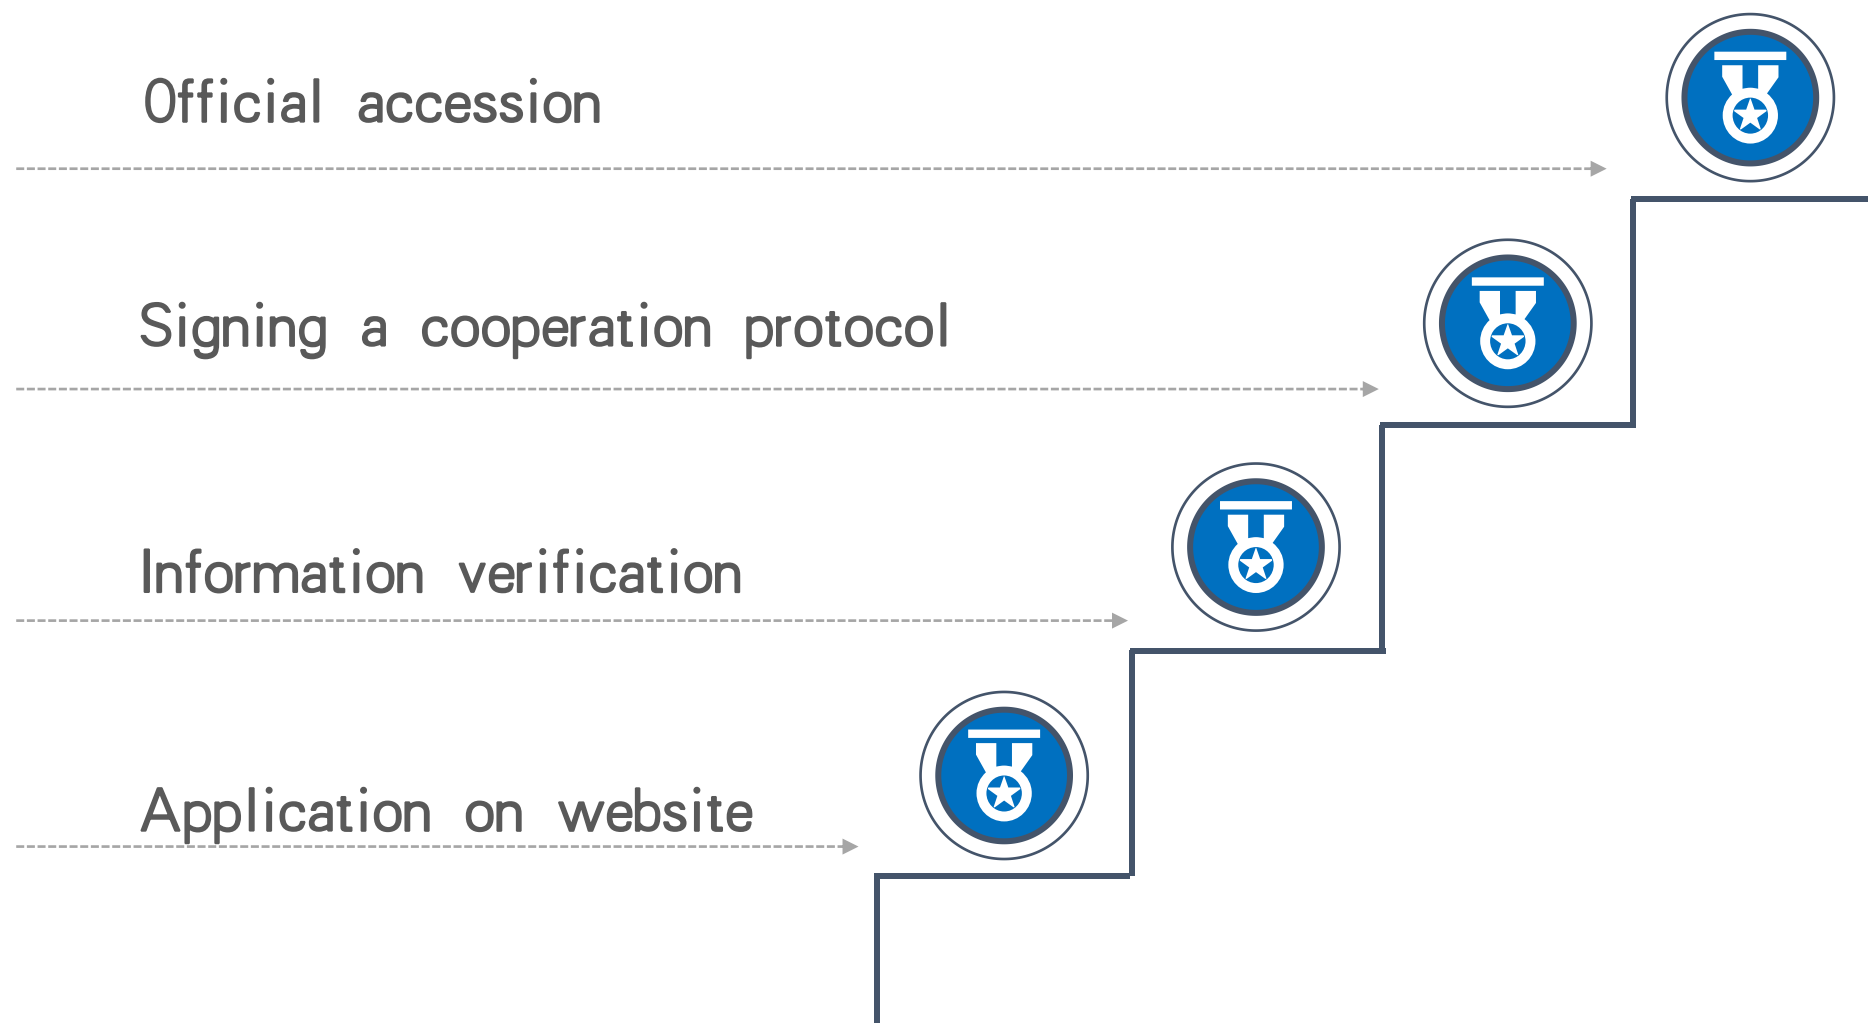 Official accession
Signing a cooperation protocol
Information verification
Application on website